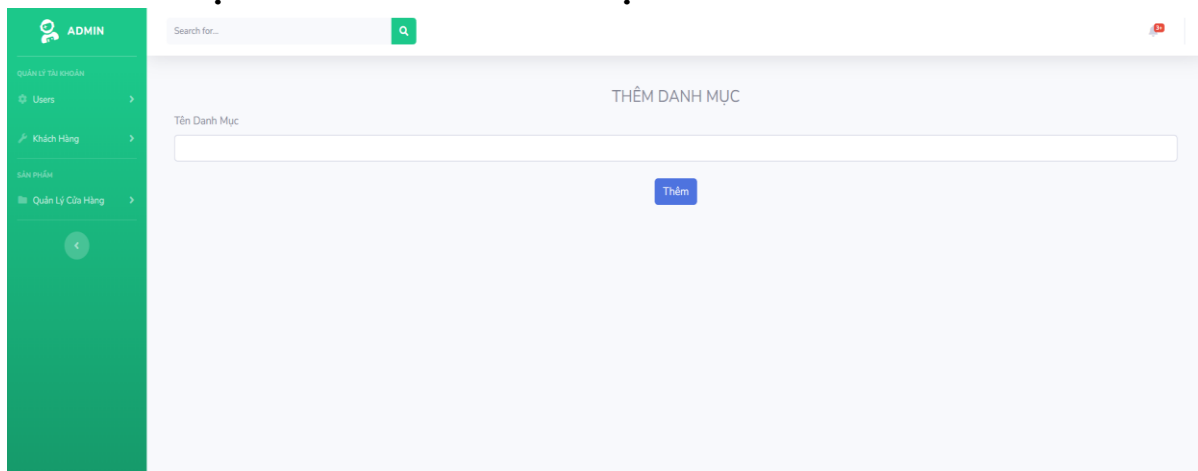 ADMIN
Search for...
3+
QUẢN LÝ TÀI KHOẢN
Users
Khách Hàng
SẢN PHẨM
Quản Lý Cửa Hàng
THÊM DANH MỤC
Tên Danh Mục
Thêm